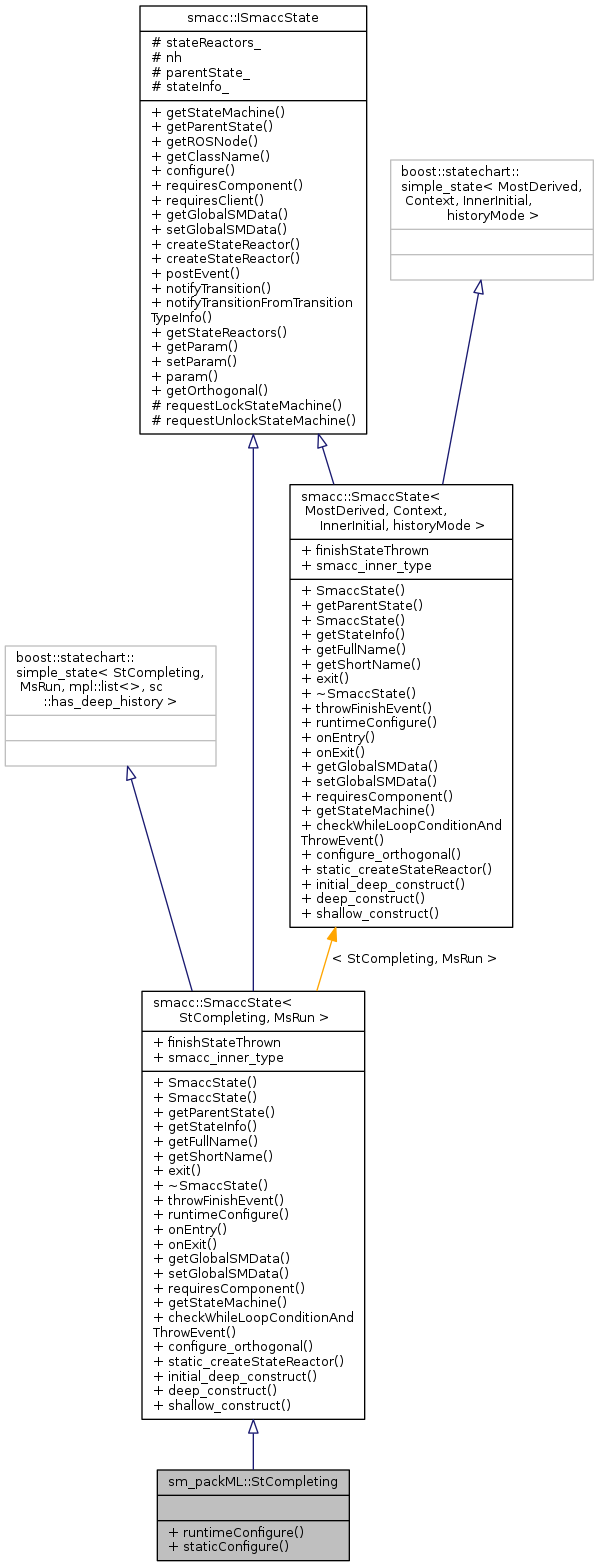 smacc::ISmaccState
# stateReactors_
# nh
# parentState_
# stateInfo_
+ getStateMachine()
+ getParentState()
+ getROSNode()
+ getClassName()
+ configure()
+ requiresComponent()
+ requiresClient()
+ getGlobalSMData()
+ setGlobalSMData()
+ createStateReactor()
+ createStateReactor()
+ postEvent()
+ notifyTransition()
+ notifyTransitionFromTransition
TypeInfo()
+ getStateReactors()
+ getParam()
+ setParam()
+ param()
+ getOrthogonal()
# requestLockStateMachine()
# requestUnlockStateMachine()
boost::statechart::
simple_state< MostDerived,
Context, InnerInitial,
historyMode >
smacc::SmaccState<
MostDerived, Context,
InnerInitial, historyMode >
+ finishStateThrown
+ smacc_inner_type
+ SmaccState()
+ getParentState()
+ SmaccState()
+ getStateInfo()
+ getFullName()
+ getShortName()
+ exit()
+ ~SmaccState()
+ throwFinishEvent()
+ runtimeConfigure()
+ onEntry()
+ onExit()
+ getGlobalSMData()
+ setGlobalSMData()
+ requiresComponent()
+ getStateMachine()
+ checkWhileLoopConditionAnd
ThrowEvent()
+ configure_orthogonal()
+ static_createStateReactor()
+ initial_deep_construct()
+ deep_construct()
+ shallow_construct()
boost::statechart::
simple_state< StCompleting,
MsRun, mpl::list<>, sc
::has_deep_history >
< StCompleting, MsRun >
smacc::SmaccState<
StCompleting, MsRun >
+ finishStateThrown
+ smacc_inner_type
+ SmaccState()
+ SmaccState()
+ getParentState()
+ getStateInfo()
+ getFullName()
+ getShortName()
+ exit()
+ ~SmaccState()
+ throwFinishEvent()
+ runtimeConfigure()
+ onEntry()
+ onExit()
+ getGlobalSMData()
+ setGlobalSMData()
+ requiresComponent()
+ getStateMachine()
+ checkWhileLoopConditionAnd
ThrowEvent()
+ configure_orthogonal()
+ static_createStateReactor()
+ initial_deep_construct()
+ deep_construct()
+ shallow_construct()
sm_packML::StCompleting
+ runtimeConfigure()
+ staticConfigure()